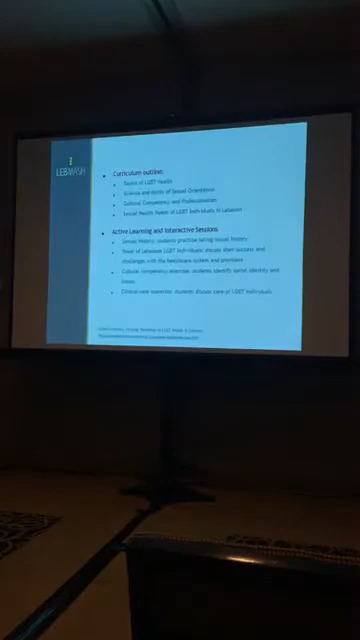 LEBMASH
Curriculum outline:
Basics of LGBT Health
Science and Myths of Sexual Orientation
Cultural Competency and Professionalism
Sexual Health Needs of LGBT Individuals in Lebanon
Active Learning and Interactive Sessions
Sexual history: students practice taking sexual history
Panel of Lebanese LGBT individuals discuss their success and
challenges with the healthcare system and providers
Cultural competency exercise: students identify social identity and
biases
Clinical case scenarios: students discuss care of LGBT individuals